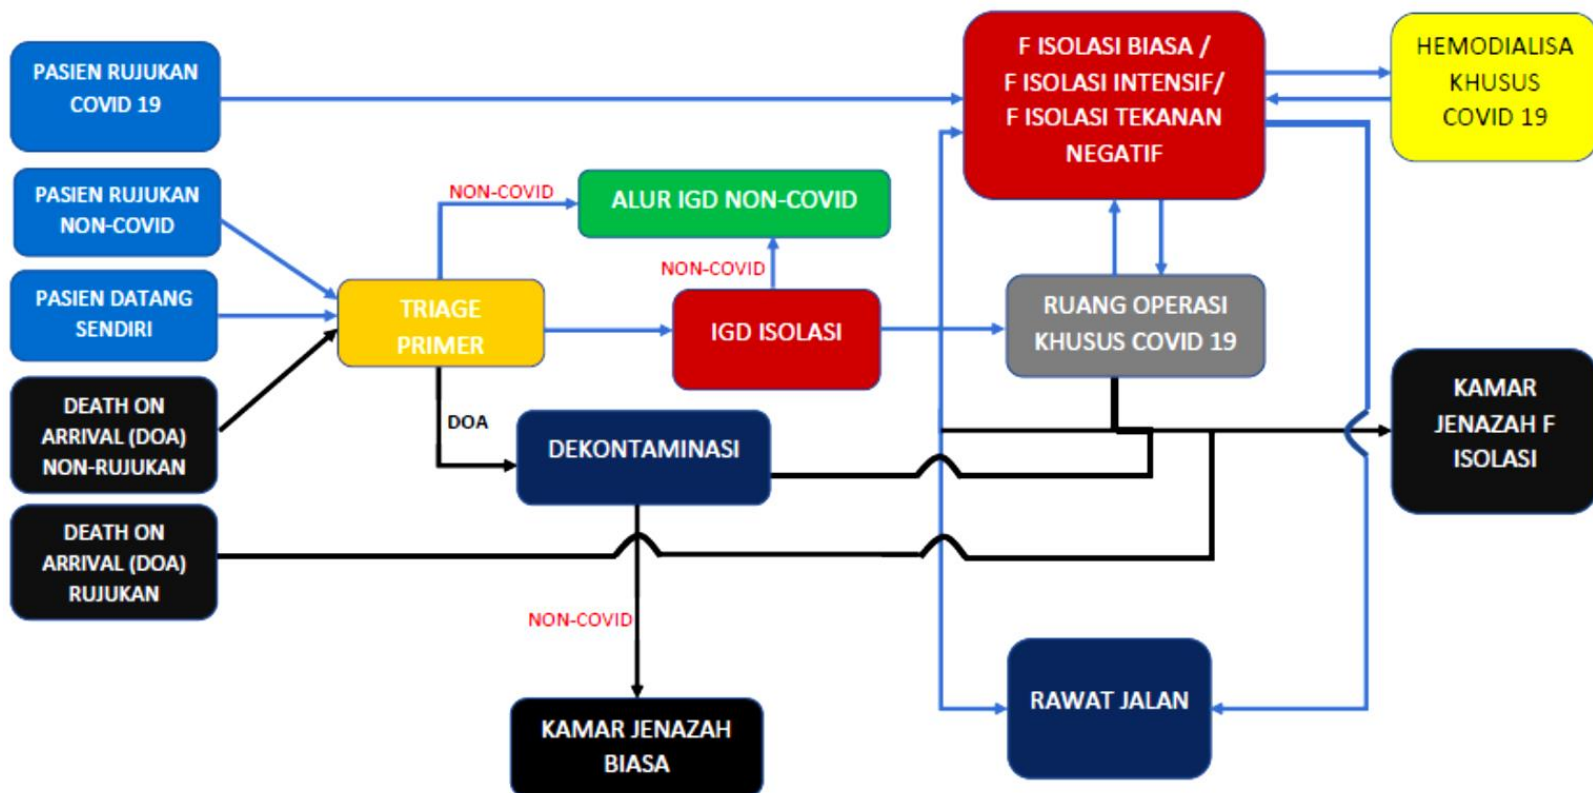 PASIEN RUJUKAN
COVID 19
PASIEN RUJUKAN
NON-COVID
PASIEN DATANG
SENDIRI
DEATH ON
ARRIVAL (DOA)
NON-RUJUKAN
DEATH ON
ARRIVAL (DOA)
RUJUKAN
TRIAGE
PRIMER
NON-COVID
ALUR IGD NON-COVID
NON-COVID
IGD ISOLASI
DOA
DEKONTAMINASI
NON-COVID
KAMAR JENAZAH
BIASA
F ISOLASI BIASA /
F ISOLASI INTENSIF/
F ISOLASI TEKANAN
NEGATIF
HEMODIALISA
KHUSUS
COVID 19
RUANG OPERASI
KHUSUS COVID 19
KAMAR
JENAZAH F
ISOLASI
RAWAT JALAN